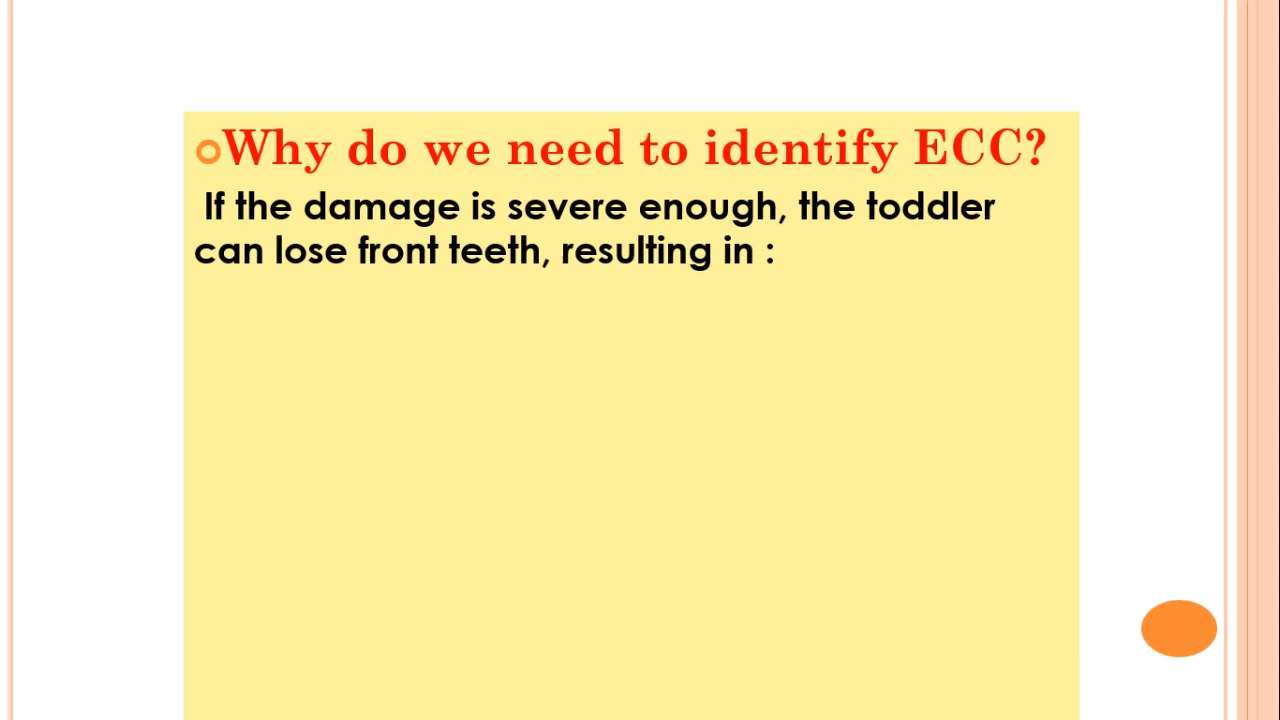 Why do we need to identify ECC?
If the damage is severe enough, the toddler
can lose front teeth, resulting in :